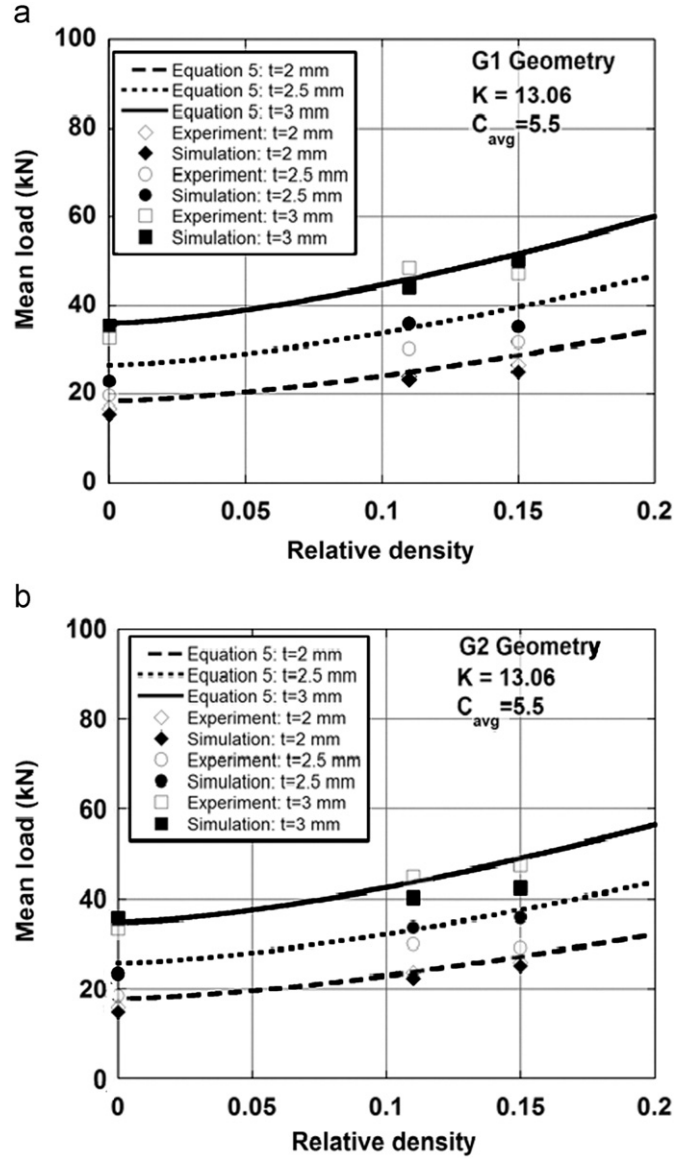 a
100
80
60
40
20
0
Mean load (kN)
Equation 5: t=2 mm
Equation 5: t=2.5 mm
Equation 5: t=3 mm
Experiment: t=2 mm
Simulation: t=2 mm
Experiment: t=2.5 mm
Simulation: t=2.5 mm
Experiment: t=3 mm
Simulation: t=3 mm
G1 Geometry
K = 13.06
C avg =5.5
0 0.05 0.1 0.15 0.2
Relative density
b
100
80
60
40
20
0
Mean load (kN)
Equation 5: t=2 mm
Equation 5: t=2.5 mm
Equation 5: t=3 mm
Experiment: t=2 mm
Simulation: t=2 mm
Experiment: t=2.5 mm
Simulation: t=2.5 mm
Experiment: t=3 mm
Simulation: t=3 mm
G2 Geometry
K = 13.06
C avg =5.5
0 0.05 0.1 0.15 0.2
Relative density